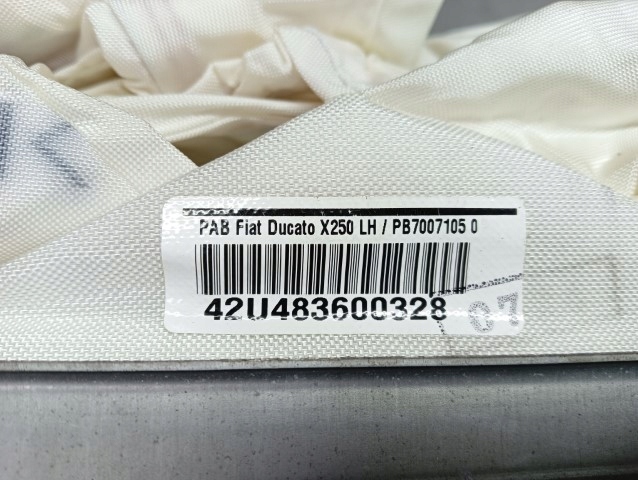 PAB Fiat Ducato X250 LH / PB7007105 0
42U483600328
07